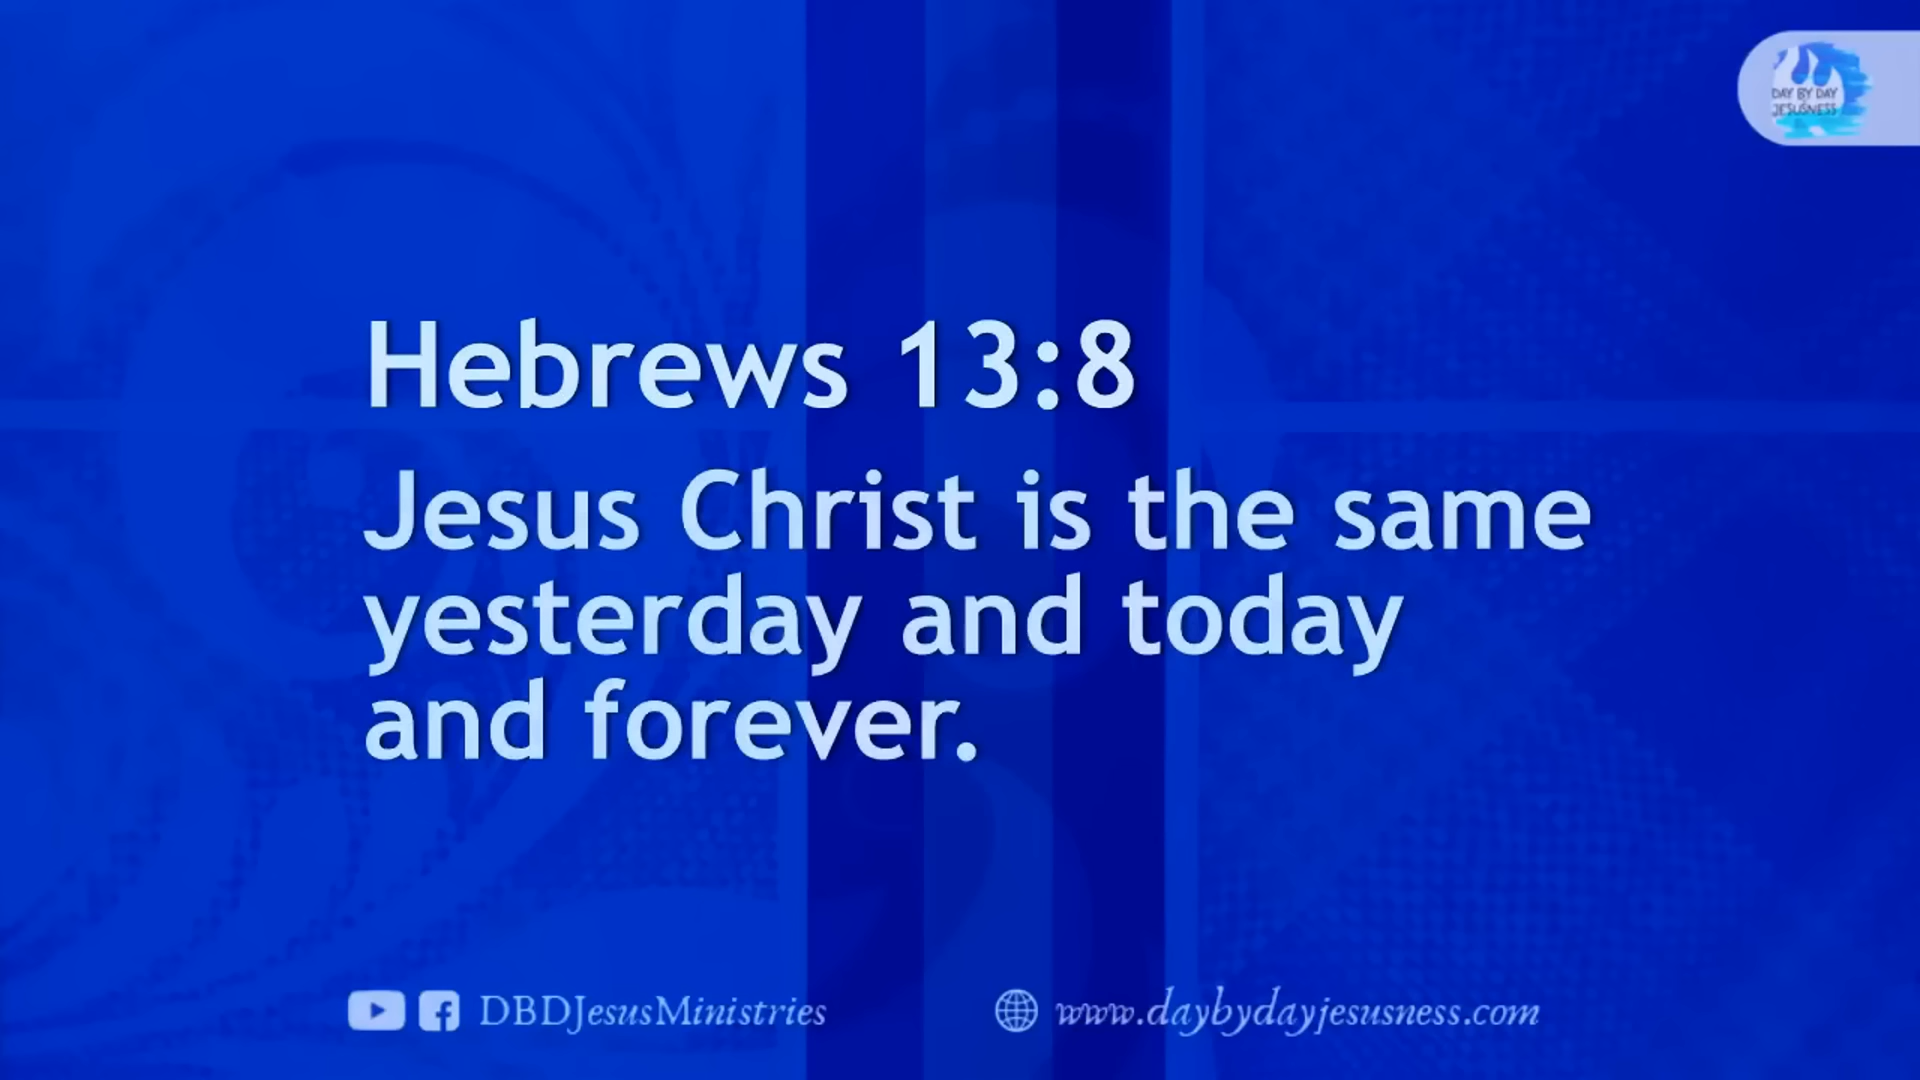 DAY BY DAY
JESUSNESS
Hebrews 13:8
Jesus Christ is the same
yesterday and today
and forever.
DBDJesusMinistries
www.daybydayjesusness.com